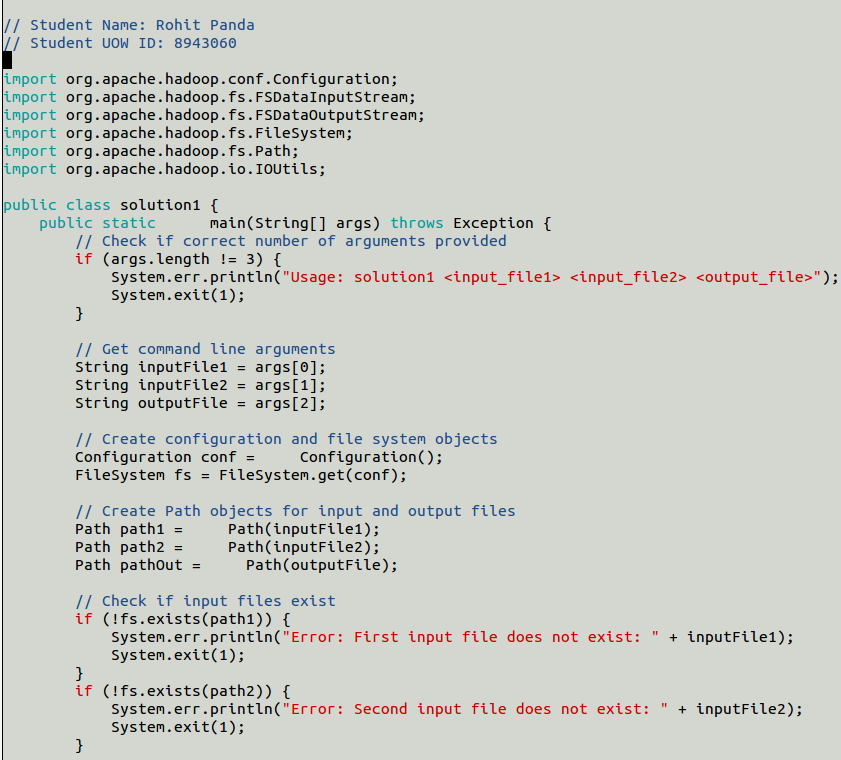 // Student Name: Rohit Panda
// Student UOW ID: 8943060
import org.apache.hadoop.conf.Configuration;
import org.apache.hadoop.fs.FSDataInputStream;
import org.apache.hadoop.fs.FSDataOutputStream;
import org.apache.hadoop.fs.FileSystem;
import org.apache.hadoop.fs.Path;
import org.apache.hadoop.io.IOUtils;
public class solution1 {
public static main(String[] args) throws Exception {
// Check if correct number of arguments provided
if (args.length != 3) {
System.err.println("Usage: solution1 <input_file1> <input_file2> <output_file>");
System.exit(1);
}
// Get command line arguments
String inputFile1 = args[0];
String inputFile2 = args[1];
String outputFile = args[2];
// Create configuration and file system objects
Configuration conf = Configuration();
FileSystem fs = FileSystem.get(conf);
// Create Path objects for input and output files
Path path1 = Path(inputFile1);
Path path2 = Path(inputFile2);
Path pathOut = Path(outputFile);
// Check if input files exist
if (!fs.exists(path1)) {
System.err.println("Error: First input file does not exist: " + inputFile1);
System.exit(1);
}
if (!fs.exists(path2)) {
System.err.println("Error: Second input file does not exist: " + inputFile2);
System.exit(1);
}